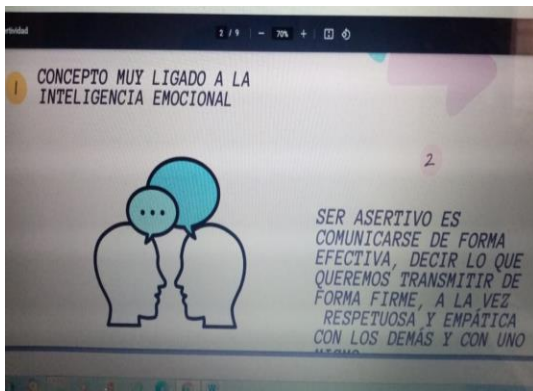 2 / 9 — 70% +
1
CONCEPTO MUY LIGADO A LA
INTELIGENCIA EMOCIONAL
2
SER ASERTIVO ES
COMUNICARSE DE FORMA
EFECTIVA, DECIR LO QUE
QUEREMOS TRANSMITIR DE
FORMA FIRME, A LA VEZ
RESPETUOSA Y EMPÁTICA
CON LOS DEMÁS Y CON UNO